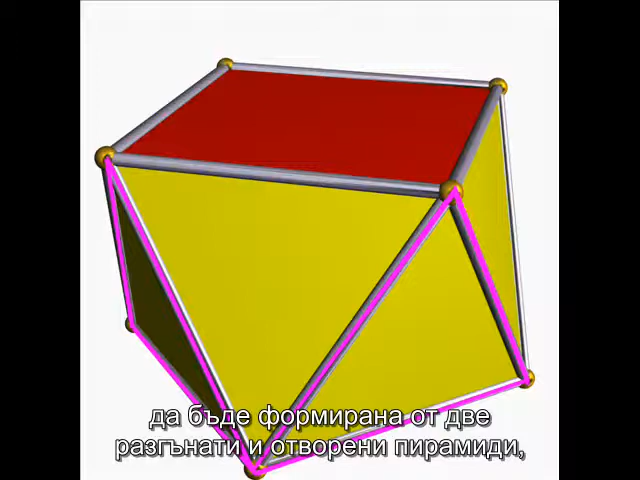 да бъде формирана от две
разгънати и отворени пирамиди,